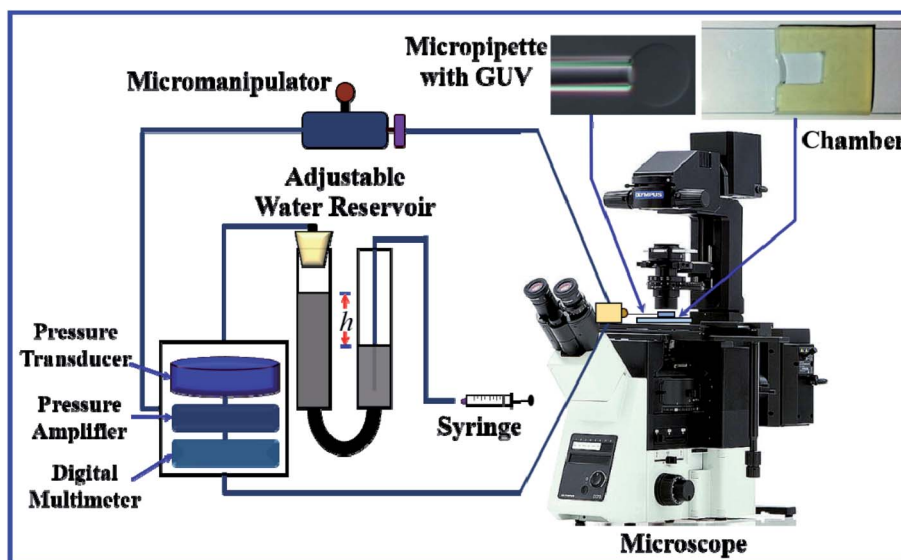 Micromanipulator
Micropipette
with GUV
Chamber
Adjustable
Water Reservoir
OLYMPUS
h
Pressure
Transducer
Pressure
Amplifier
Digital
Multimeter
Syringe
Microscope